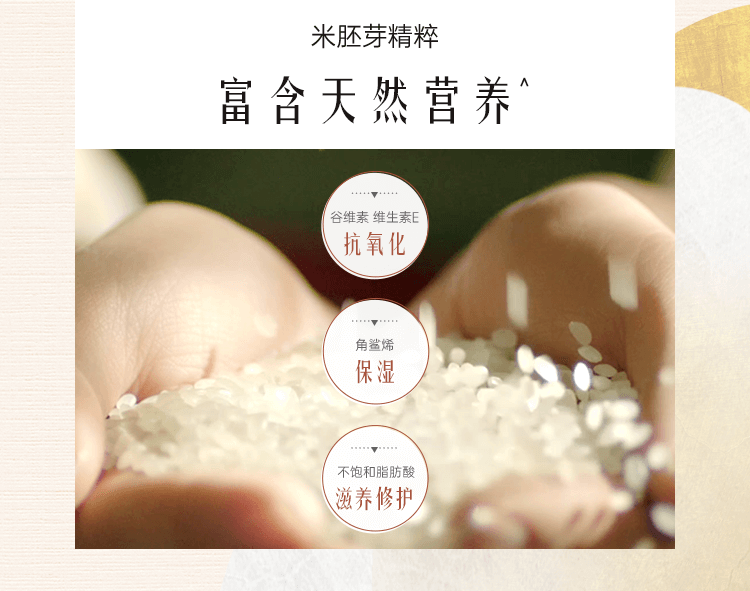 米胚芽精粹
富含天然营养^
谷维素 维生素E
抗氧化
角鲨烯
保湿
不饱和脂肪酸
滋养修护